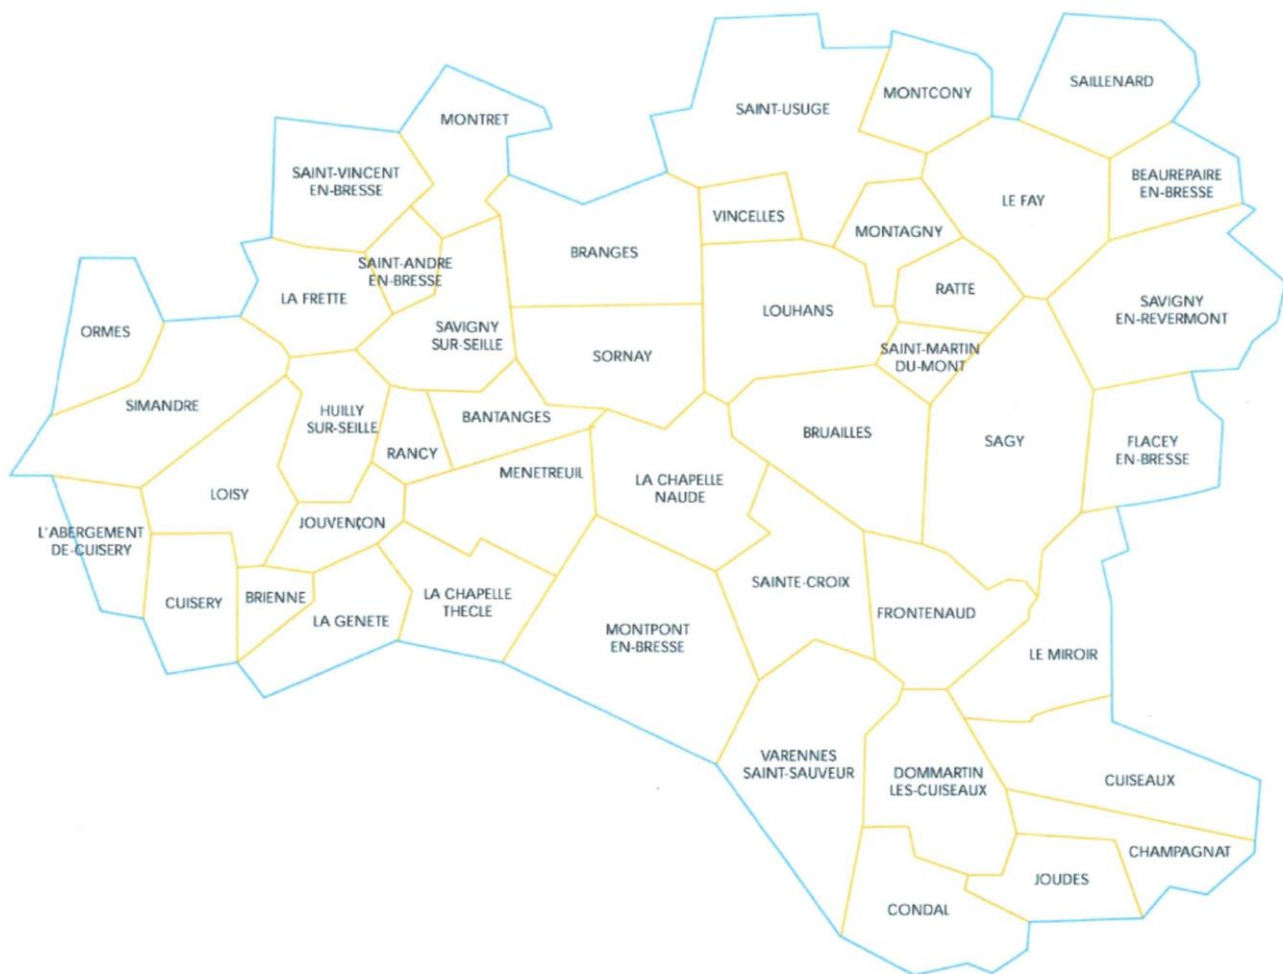 SAILLENARD
MONTCONY
SAINT-USUGE
MONTRET
SAINT-VINCENT
EN-BRESSE
BEAUREPAIRE
EN-BRESSE
LE FAY
VINCELLES
MONTAGNY
BRANGES
SAINT-ANDRE
EN-BRESSE
LA FRETTE
RATTE
SAVIGNY
EN-REVERMONT
LOUHANS
ORMES
SAVIGNY
SUR-SEILLE
SORNAY
SAINT-MARTIN
DU-MONT
SIMANDRE
HUILLY
SUR-SEILLE
BANTANGES
RANCY
BRUAILLES
SAGY
FLACEY
EN-BRESSE
MENETREUIL
LA CHAPELLE
NAUDE
LOISY
JOUVENÇON
L'ABERGEMENT
DE-CUISERY
SAINTE-CROIX
CUISERY
BRIENNE
LA CHAPELLE
THECLE
LA GENETE
FRONTENAUD
MONTPONT
EN-BRESSE
LE MIROIR
VARENNES
SAINT-SAUVEUR
DOMMARTIN
LES-CUISEAUX
CUISEAUX
CHAMPAGNAT
JOUDES
CONDAL